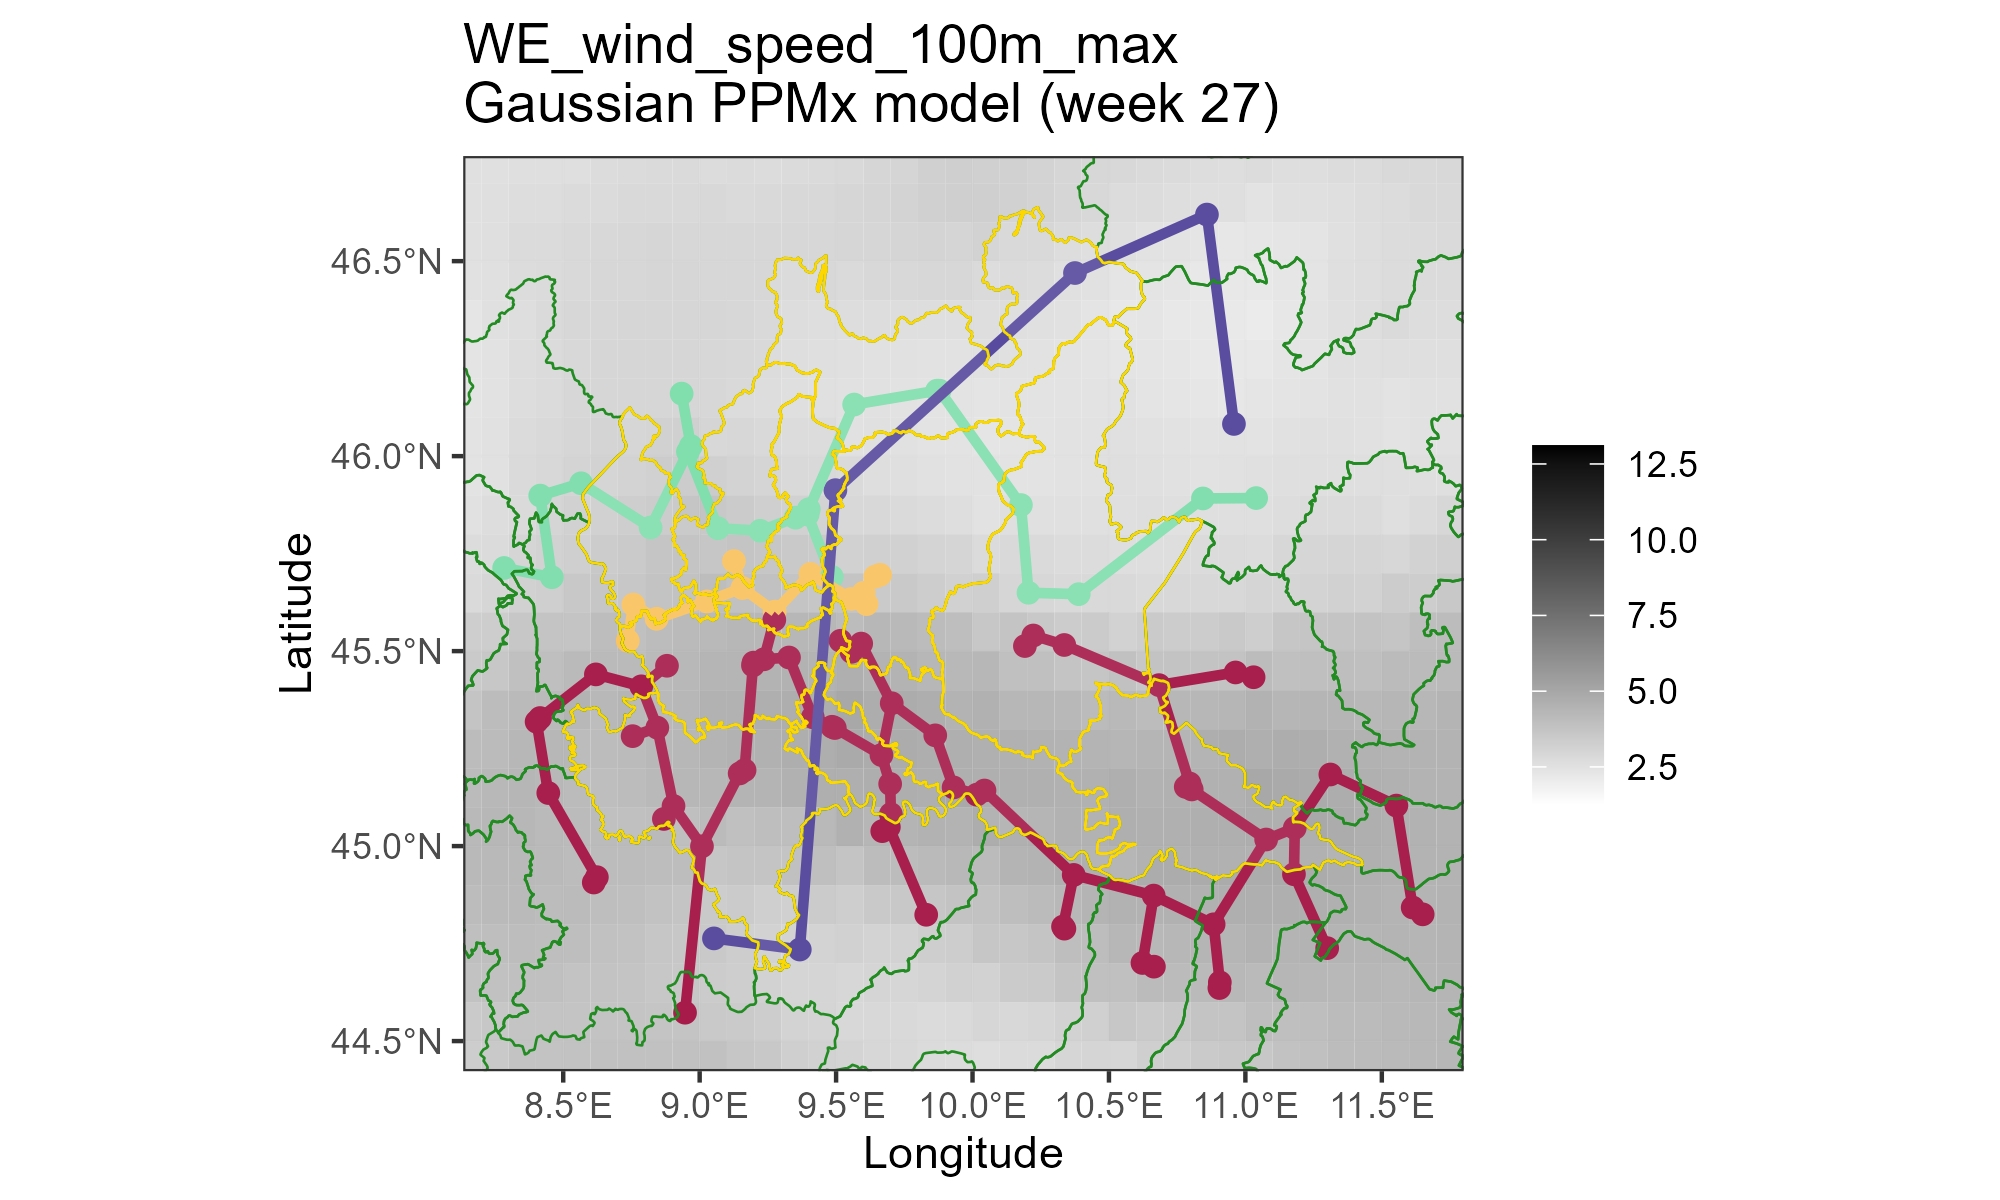 WE_wind_speed_100m_max
Gaussian PPMx model (week 27)
46.5°N
46.0°N
45.5°N
45.0°N
44.5°N
Latitude
8.5°E 9.0°E 9.5°E 10.0°E 10.5°E 11.0°E 11.5°E
Longitude
12.5
10.0
7.5
5.0
2.5